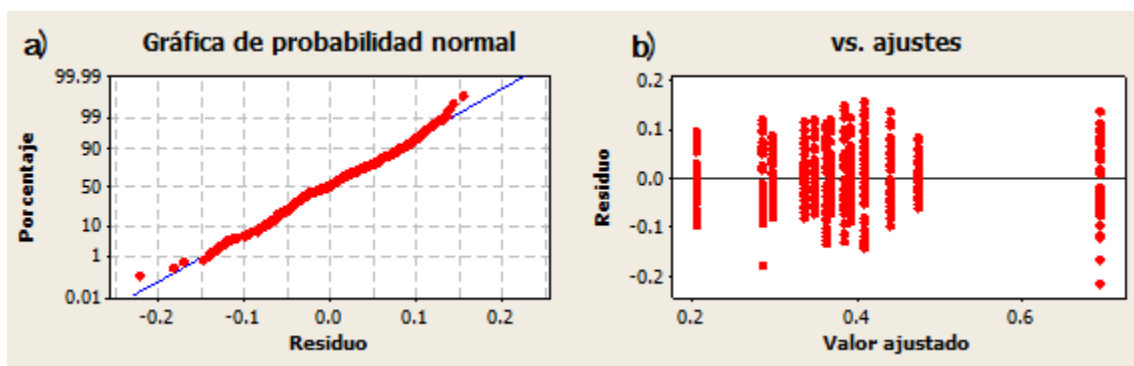 a) Gráfica de probabilidad normal
99.99
99
90
50
10
1
0.01
Porcentaje
-0.2 -0.1 0.0 0.1 0.2
Residuo
b) vs. ajustes
0.2
0.1
0.0
-0.1
-0.2
Residuo
0.2 0.4 0.6
Valor ajustado